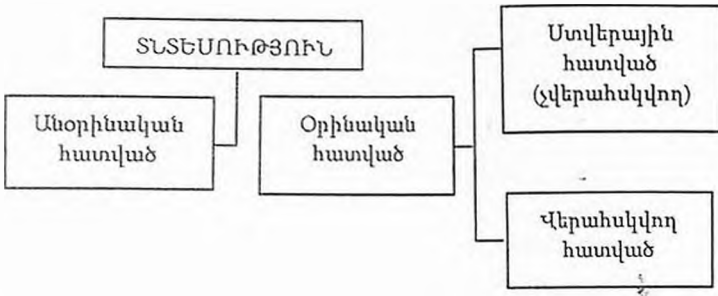 ՏՆՏԵՍՈՒԹՅՈՒՆ
Անօրինական
հատված
Օրինական
հատված
Ստվերային
հատված
(չվերահսկվող)
Վերահսկվող
հատված